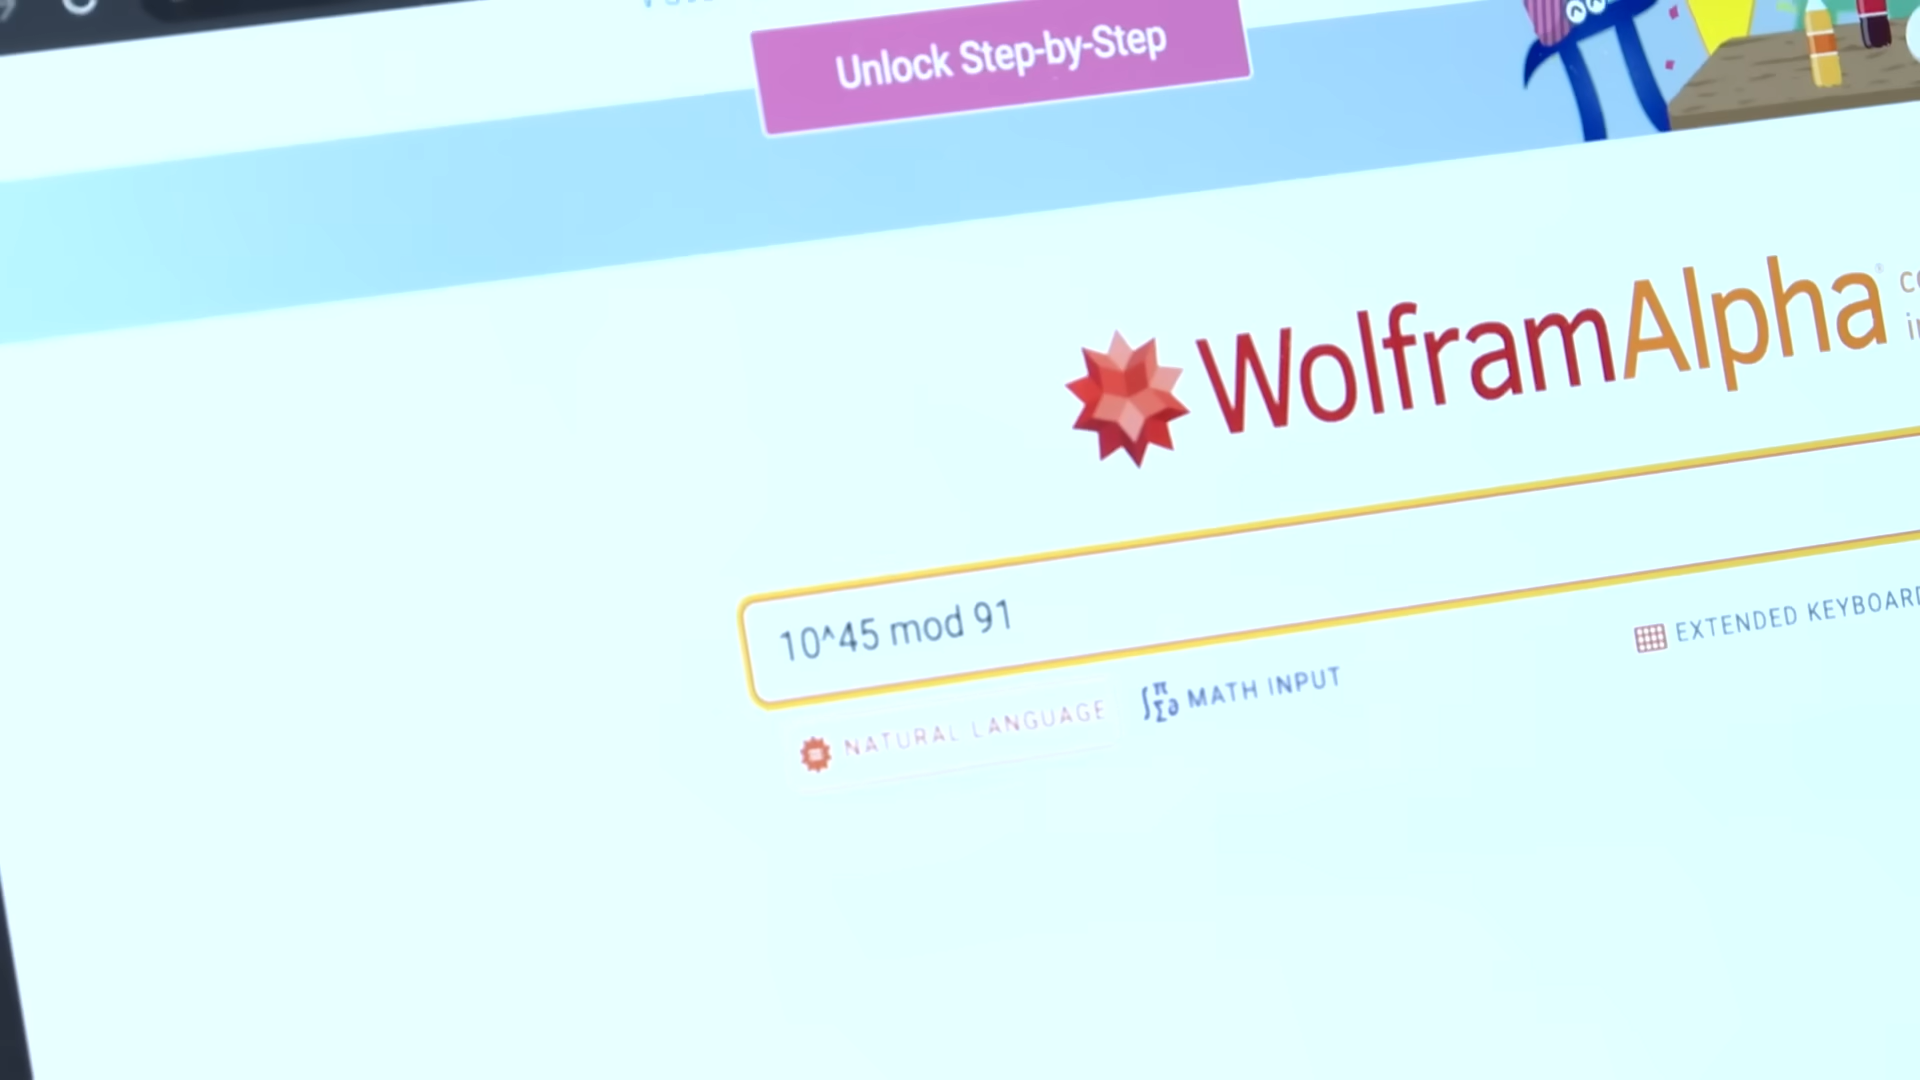 Unlock Step-by-Step
WolframAlpha
10^45 mod 91
NATURAL LANGUAGE
MATH INPUT
EXTENDED KEYBOARD